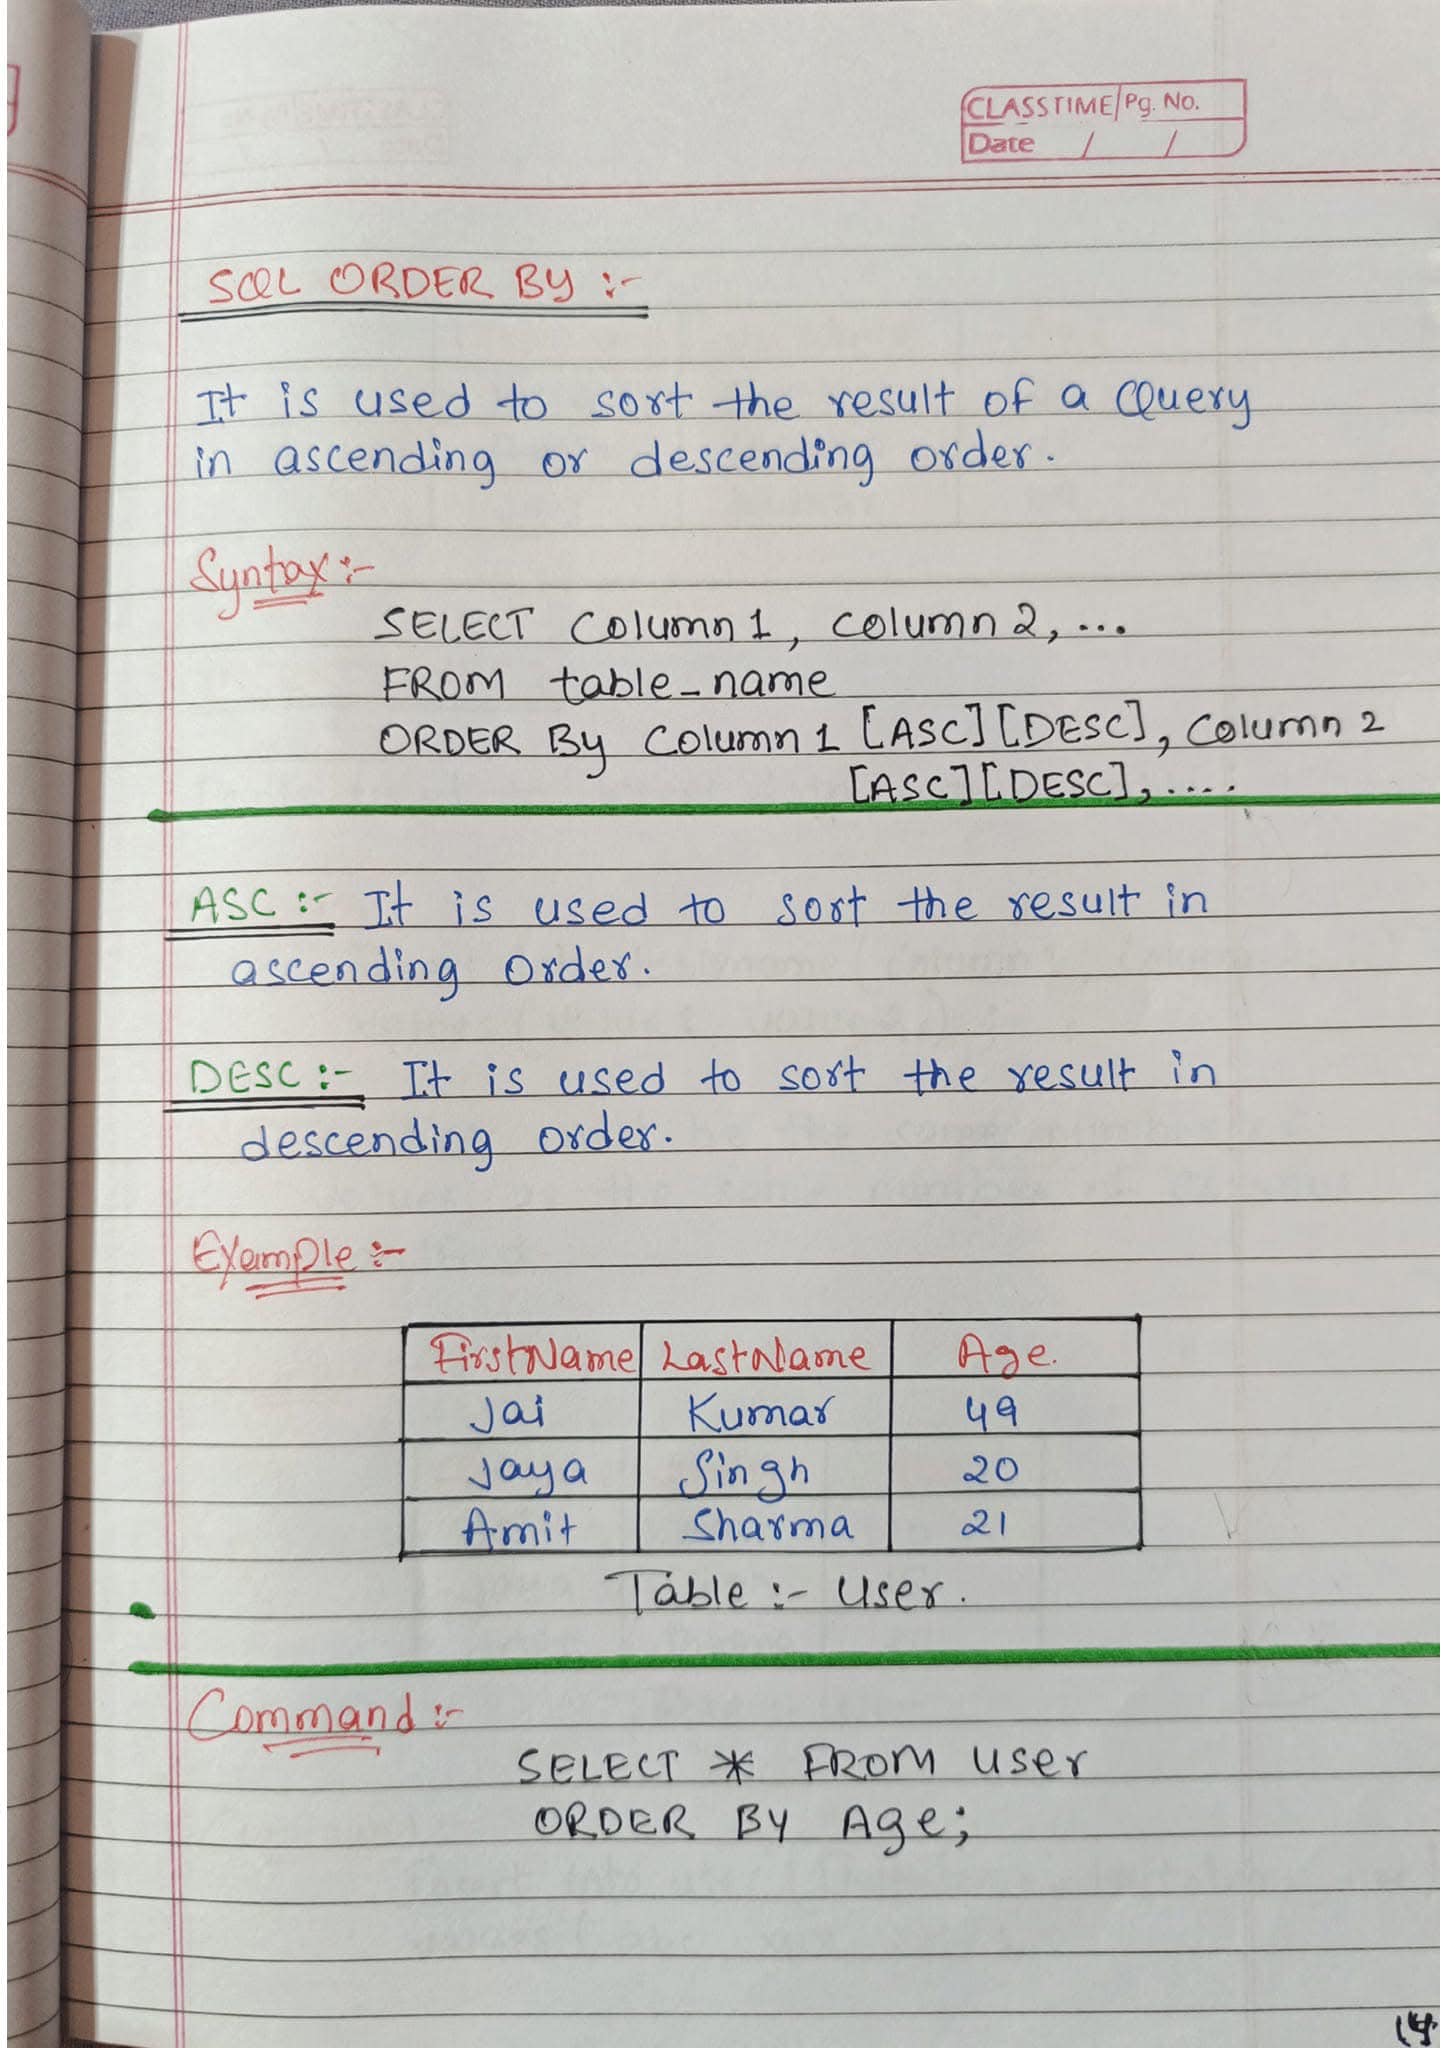 CLASSTIME/Pg. No.
Date / /
SQL ORDER BY :-
It is used to sort the result of a Query
in ascending or descending order.
Syntax :-
SELECT Column 1, column 2, ...
FROM table_name
ORDER By Column 1 [ASC][DESC], Column 2
[ASC][DESC], ....
ASC :- It is used to sort the result in
ascending order.
DESC :- It is used to sort the result in
descending order.
Example :-
FirstName LastName Age.
Jai Kumar 49
Jaya Singh 20
Amit Sharma 21
Table :- User.
Command :-
SELECT * FROM user
ORDER BY Age;